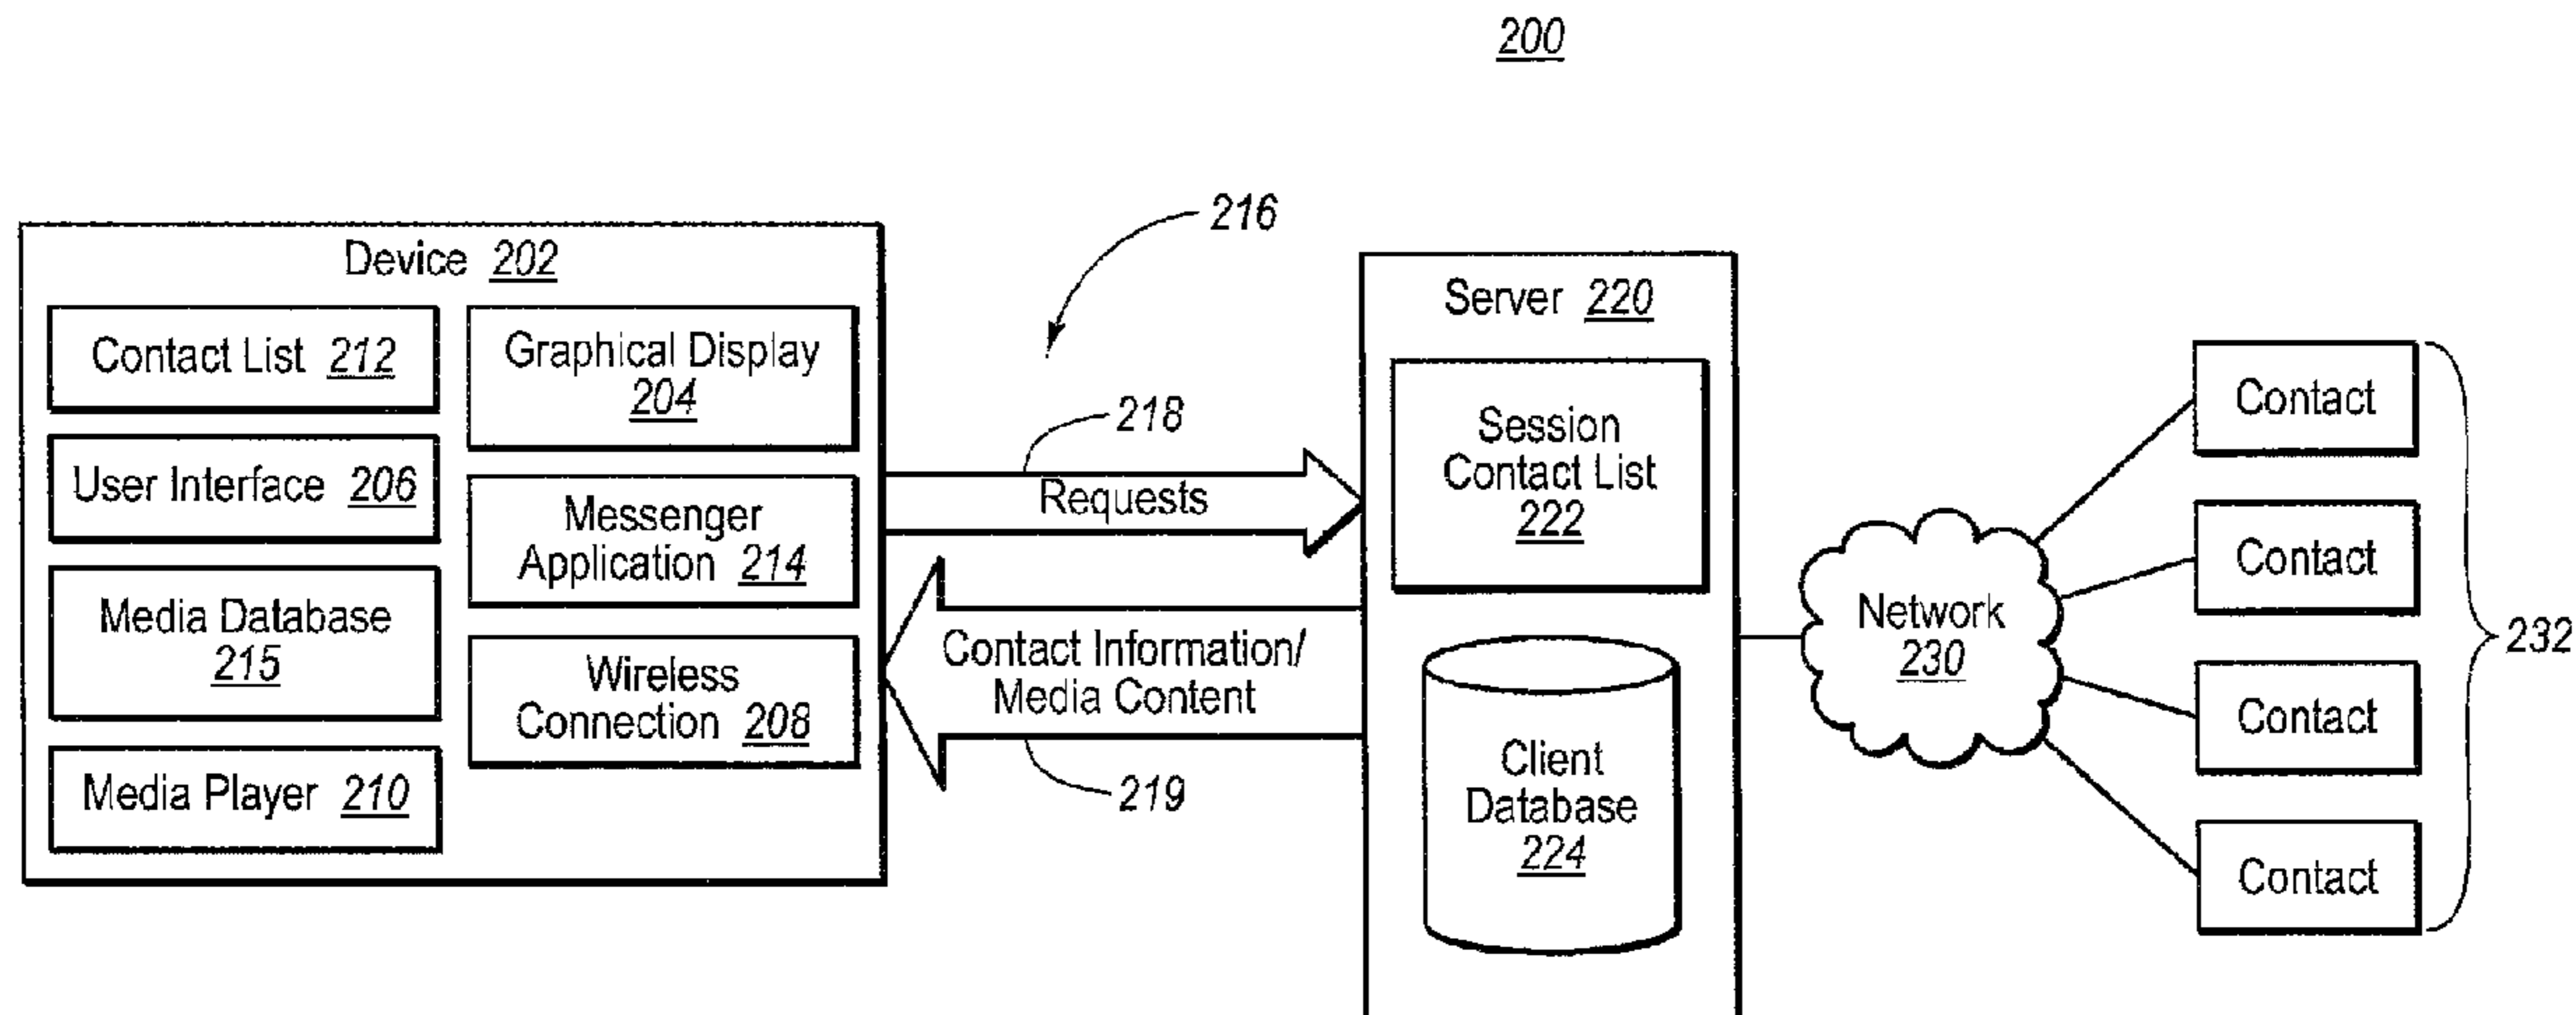 200
216
Device 202
Contact List 212
User Interface 206
Media Database
215
Media Player 210
Graphical Display
204
Messenger
Application 214
Wireless
Connection 208
218
Requests
Contact Information/
Media Content
219
Server 220
Session
Contact List
222
Client
Database
224
Network
230
Contact
Contact
Contact
Contact
232